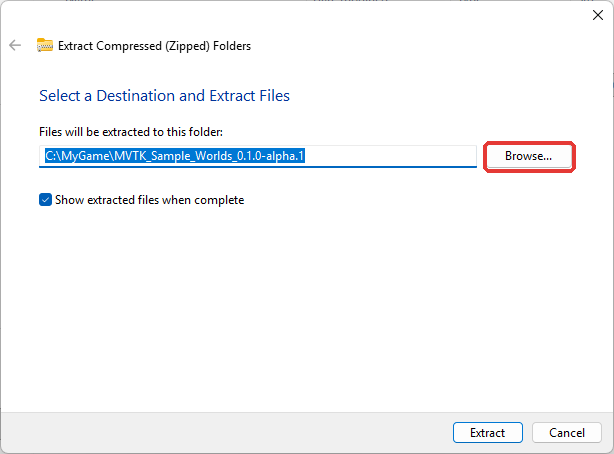 Extract Compressed (Zipped) Folders
Select a Destination and Extract Files
Files will be extracted to this folder:
C:\MyGame\MVTK_Sample_Worlds_0.1.0-alpha.1
Browse...
Show extracted files when complete
Extract
Cancel